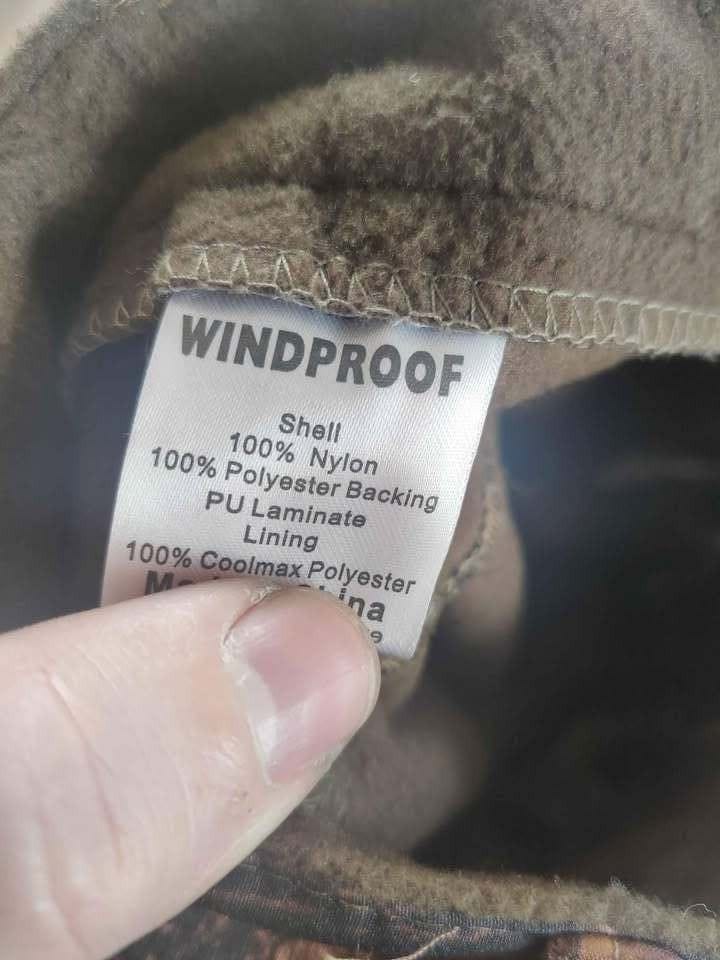 WINDPROOF
Shell
100% Nylon
100% Polyester Backing
PU Laminate
Lining
100% Coolmax Polyester